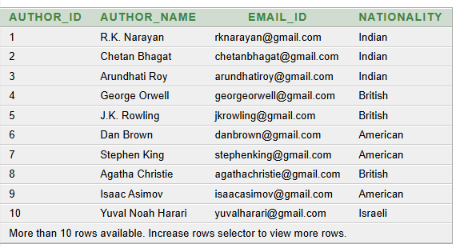 AUTHOR_ID AUTHOR_NAME EMAIL_ID NATIONALITY
1 R.K. Narayan rknarayan@gmail.com Indian
2 Chetan Bhagat chetanbhagat@gmail.com Indian
3 Arundhati Roy arundhatiroy@gmail.com Indian
4 George Orwell georgeorwell@gmail.com British
5 J.K. Rowling jkrowling@gmail.com British
6 Dan Brown danbrown@gmail.com American
7 Stephen King stephenking@gmail.com American
8 Agatha Christie agathachristie@gmail.com British
9 Isaac Asimov isaacasimov@gmail.com American
10 Yuval Noah Harari yuvalharari@gmail.com Israeli
More than 10 rows available. Increase rows selector to view more rows.